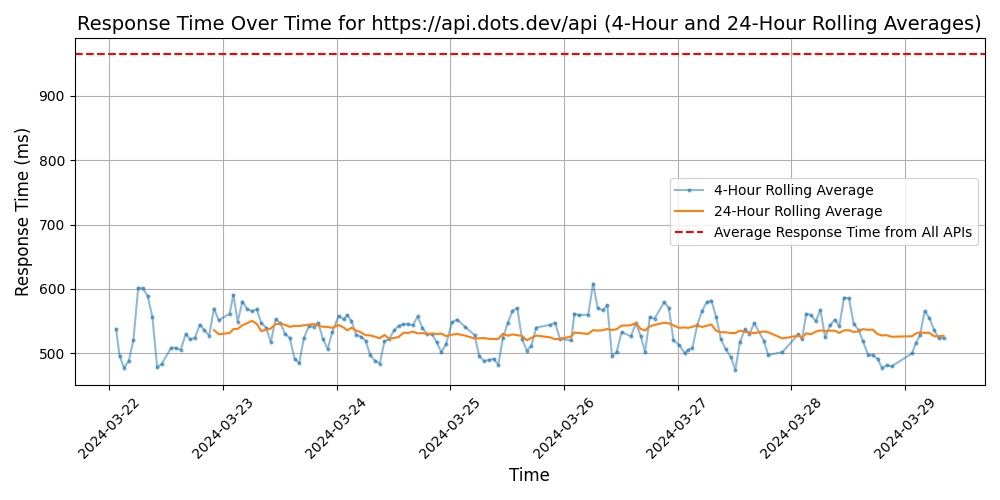 Response Time Over Time for https://api.dots.dev/api (4-Hour and 24-Hour Rolling Averages)
Response Time (ms)
900
800
700
600
500
4-Hour Rolling Average
24-Hour Rolling Average
Average Response Time from All APIs
2024-03-22
2024-03-23
2024-03-24
2024-03-25
2024-03-26
2024-03-27
2024-03-28
2024-03-29
Time